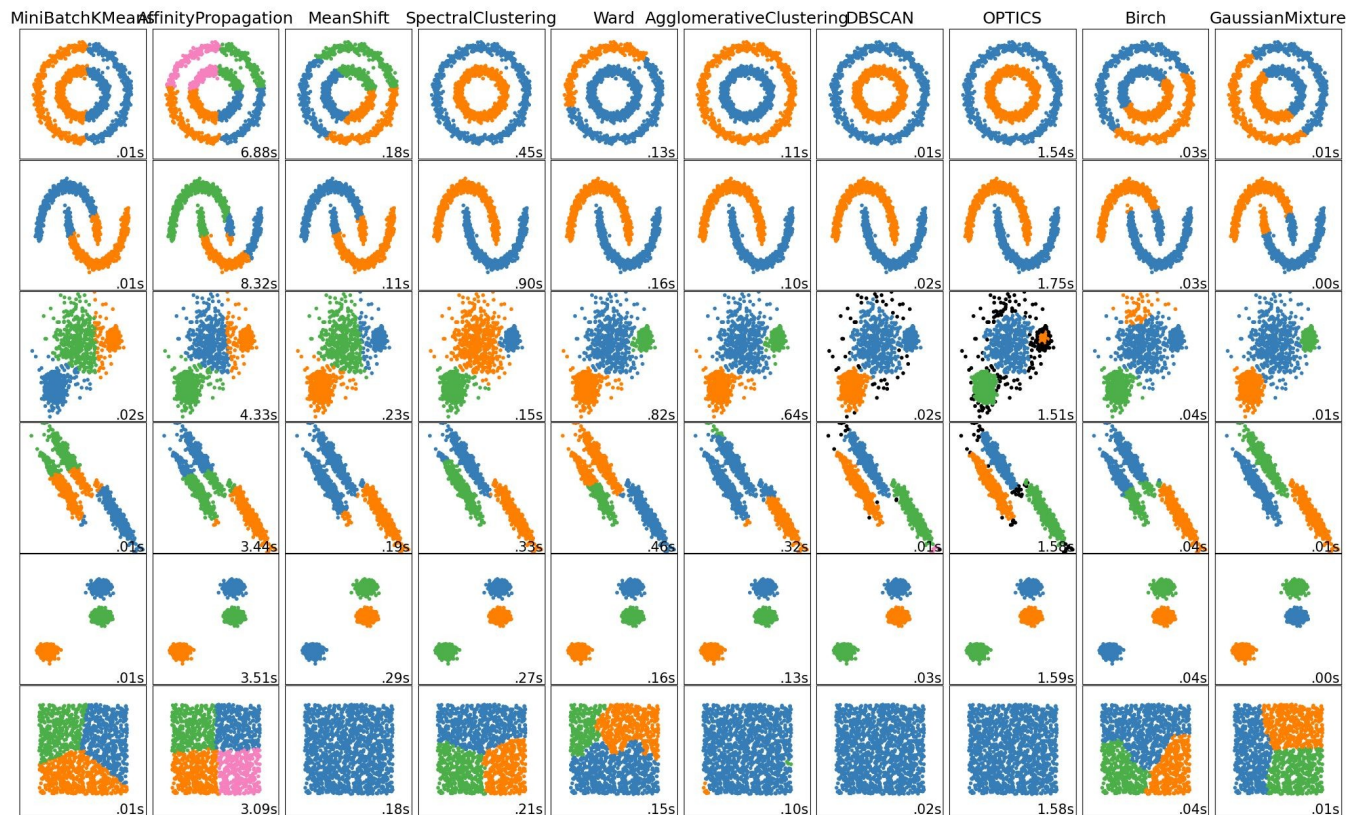 MiniBatchKMeans AffinityPropagation MeanShift SpectralClustering Ward AgglomerativeClustering DBSCAN OPTICS Birch GaussianMixture
.01s 6.88s .18s .45s .13s .11s .01s 1.54s .03s .01s
.01s 8.32s .11s .90s .16s .10s .02s 1.75s .03s .00s
.02s 4.33s .23s .15s .82s .64s .02s 1.51s .04s .01s
.01s 3.44s .19s .33s .46s .32s .01s 1.58s .04s .01s
.01s 3.51s .29s .27s .16s .13s .03s 1.59s .04s .00s
.01s 3.09s .18s .21s .15s .10s .02s 1.58s .04s .01s